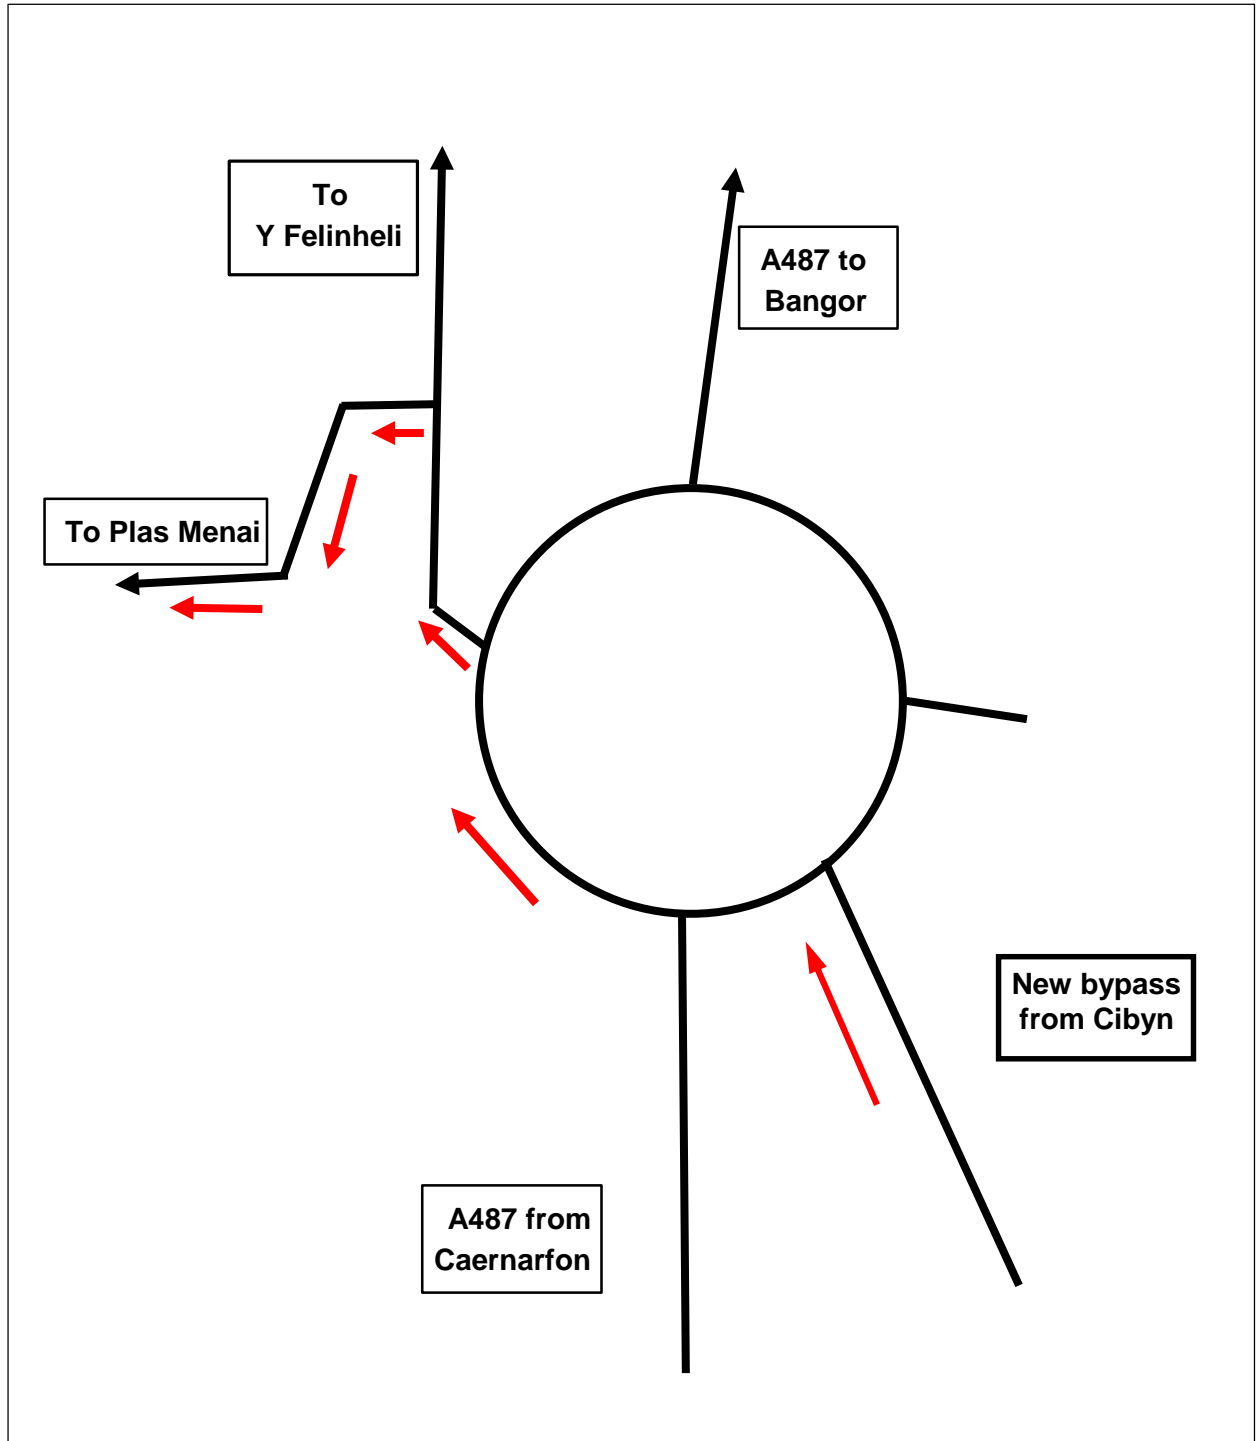 To
Y Felinheli
A487 to
Bangor
To Plas Menai
New bypass
from Cibyn
A487 from
Caernarfon